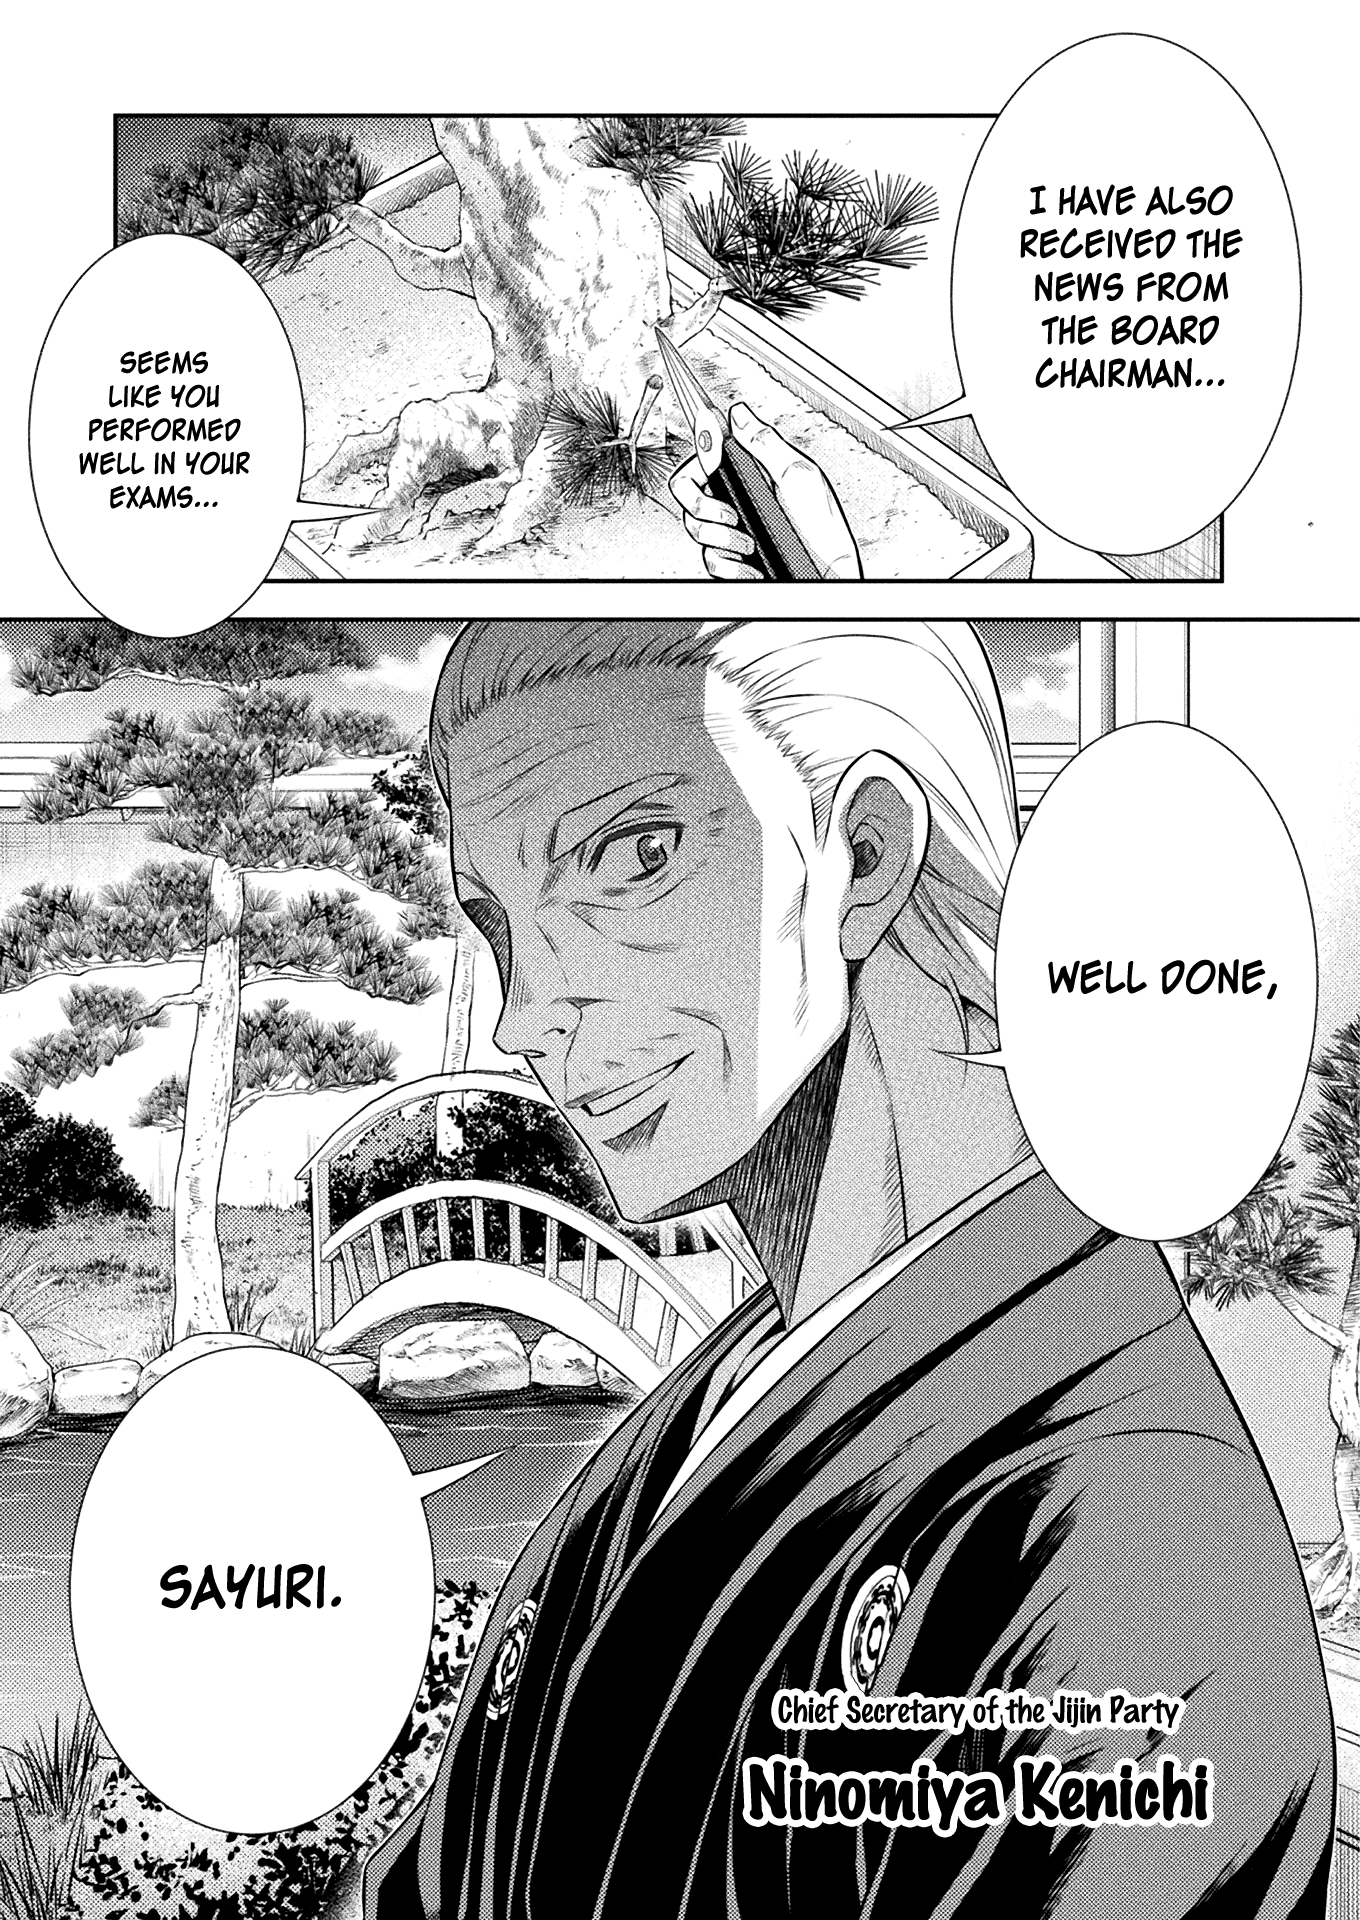 I HAVE ALSO
RECEIVED THE
NEWS FROM
THE BOARD
CHAIRMAN...
SEEMS
LIKE YOU
PERFORMED
WELL IN YOUR
EXAMS...
WELL DONE,
SAYURI.
Chief Secretary of the Jijin Party
Ninomiya Kenichi